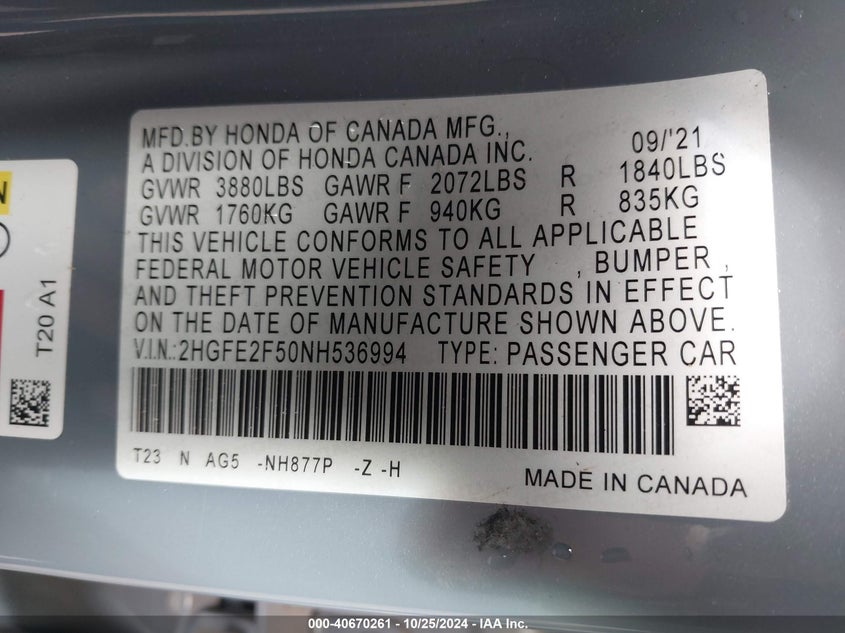 MFD.BY HONDA OF CANADA MFG., 09/'21
A DIVISION OF HONDA CANADA INC.
GVWR 3880LBS GAWR F 2072LBS R 1840LBS
GVWR 1760KG GAWR F 940KG R 835KG
THIS VEHICLE CONFORMS TO ALL APPLICABLE
FEDERAL MOTOR VEHICLE SAFETY , BUMPER ,
AND THEFT PREVENTION STANDARDS IN EFFECT
ON THE DATE OF MANUFACTURE SHOWN ABOVE.
V.I.N.:2HGFE2F50NH536994 TYPE: PASSENGER CAR
T23 N AG5 -NH877P -Z -H
MADE IN CANADA
N
T20 A1
000-40670261 - 10/25/2024 - IAA Inc.